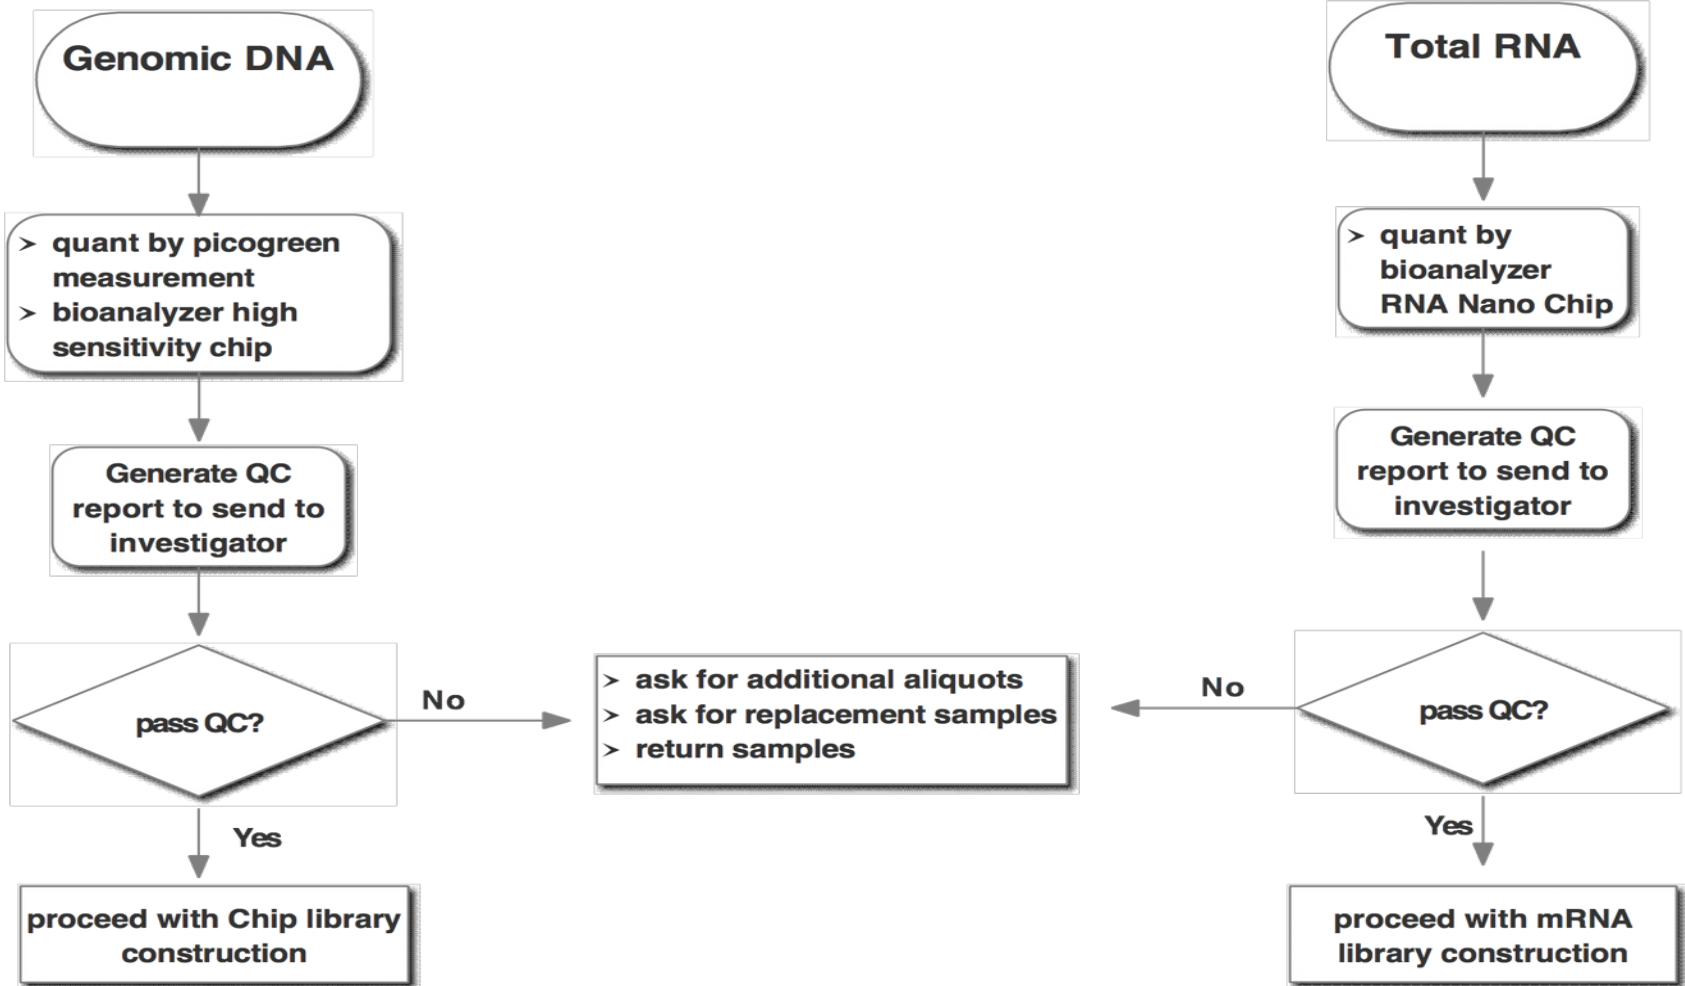 Genomic DNA
➤ quant by picogreen
measurement
➤ bioanalyzer high
sensitivity chip
Generate QC
report to send to
investigator
pass QC?
No
Yes
proceed with Chip library
construction
➤ ask for additional aliquots
➤ ask for replacement samples
➤ return samples
Total RNA
➤ quant by
bioanalyzer
RNA Nano Chip
Generate QC
report to send to
investigator
pass QC?
No
Yes
proceed with mRNA
library construction